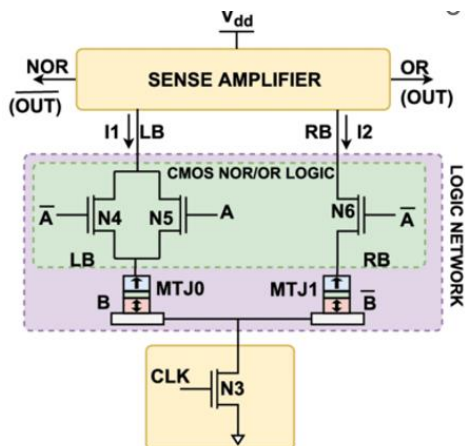 Vdd
NOR
SENSE AMPLIFIER
OR
(OUT)
(OUT)
I1
LB
RB
I2
CMOS NOR/OR LOGIC
LOGIC NETWORK
A
N4
N5
A
N6
A
LB
RB
MTJ0
MTJ1
B
B
CLK
N3